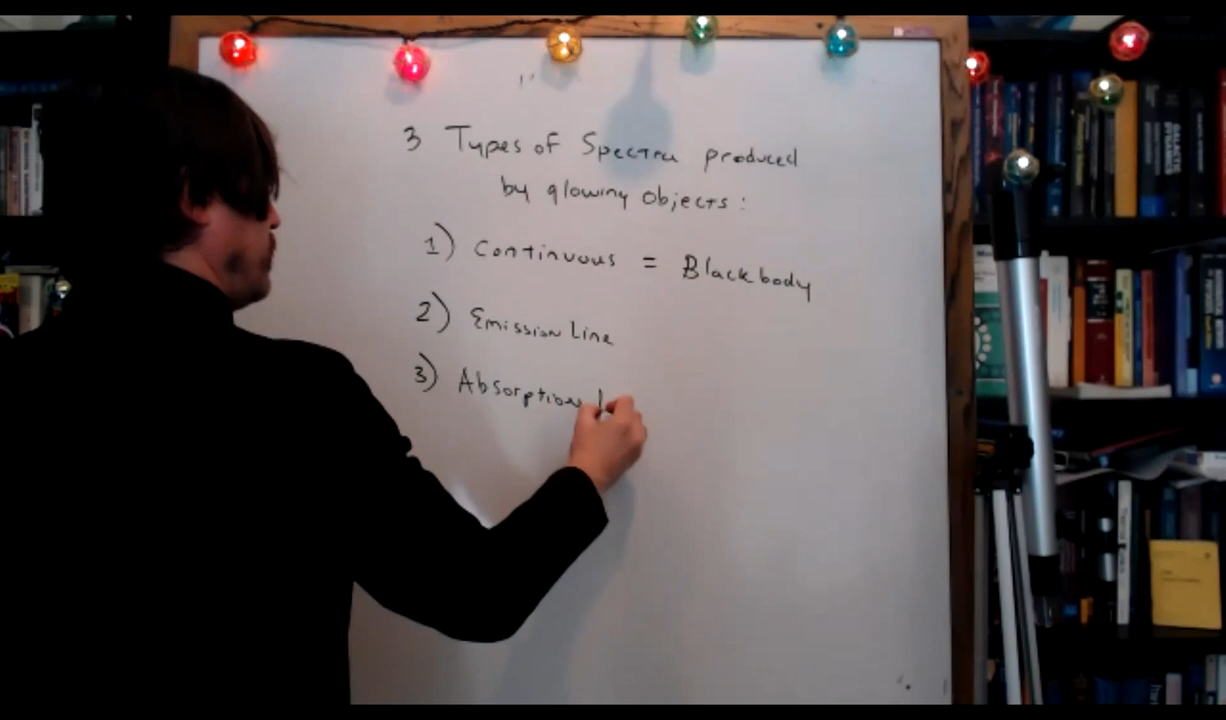 3 Types of Spectra produced
by glowing objects:
1) Continuous = Blackbody
2) Emission Line
3) Absorption